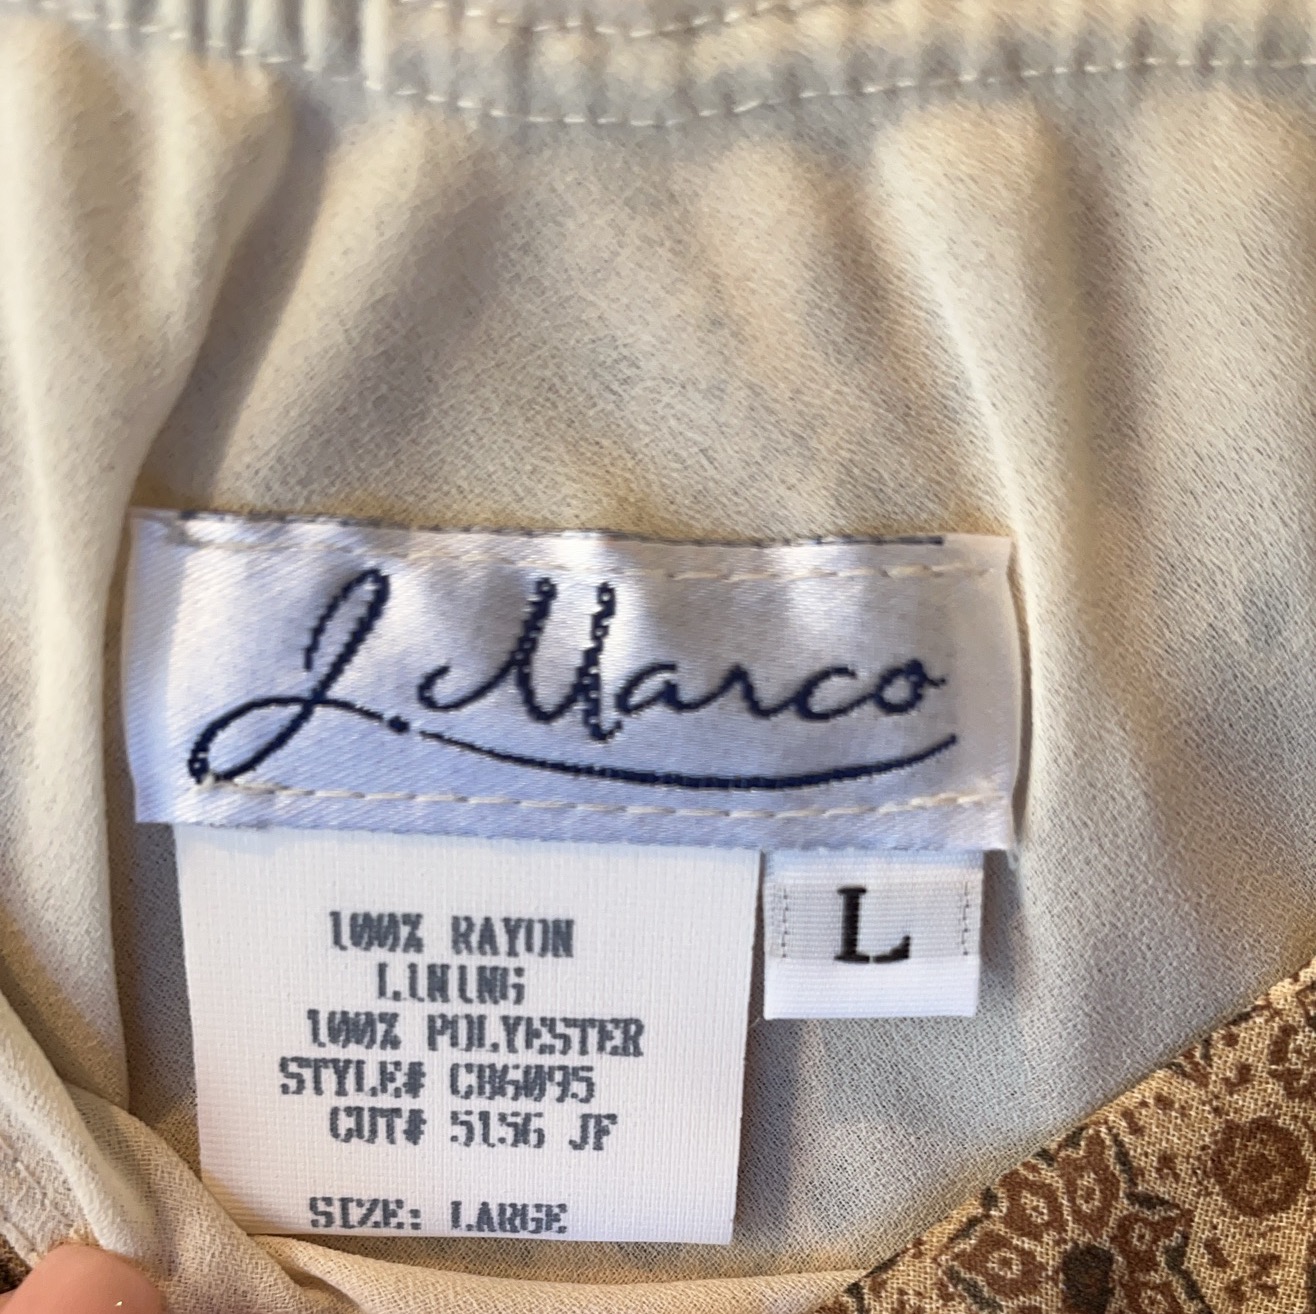 J. Marco
L
100% RAYON
LINING
100% POLYESTER
STYLE# CB6095
CUT# 5156 JF
SIZE: LARGE